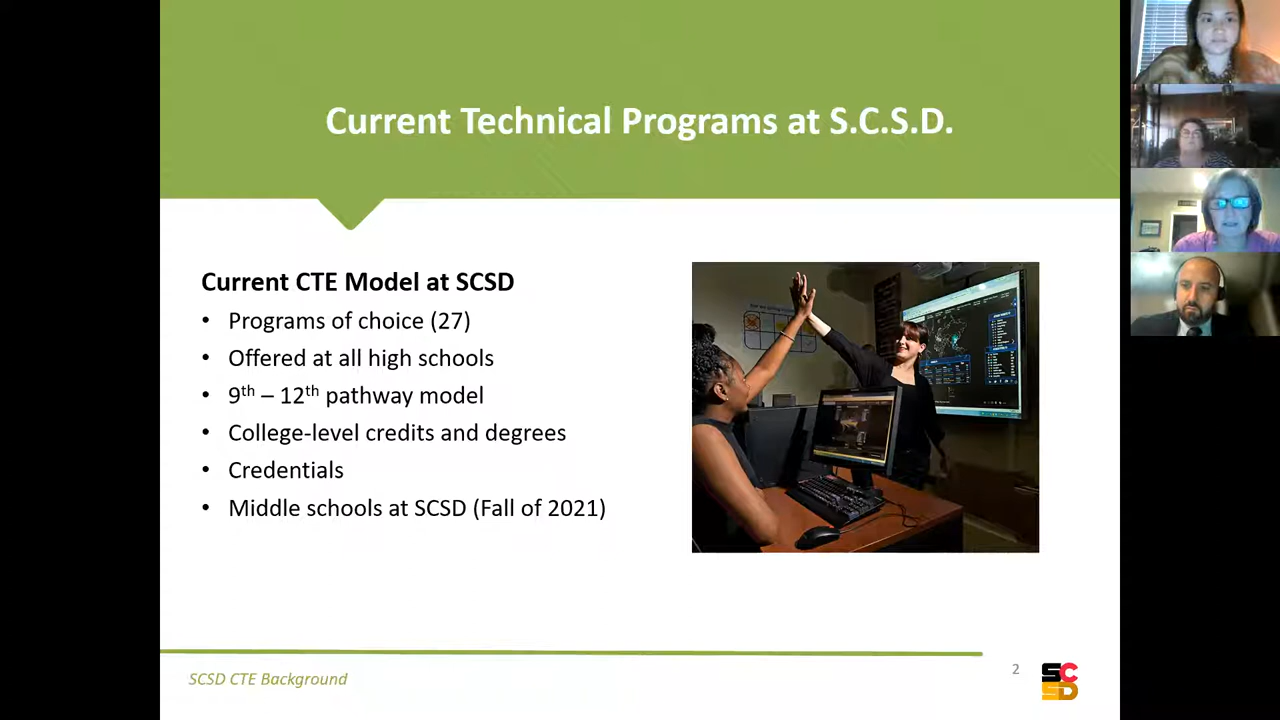 Current Technical Programs at S.C.S.D.
Current CTE Model at SCSD
• Programs of choice (27)
• Offered at all high schools
• 9th – 12th pathway model
• College-level credits and degrees
• Credentials
• Middle schools at SCSD (Fall of 2021)
SCSD CTE Background
2
SC
SD